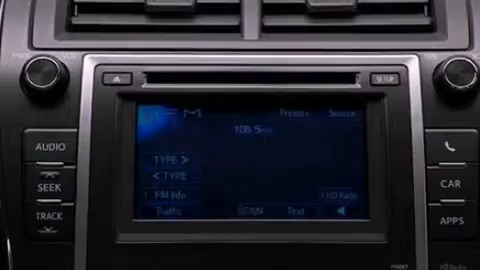 SETUP
FM
Presets
Source
AUDIO
CAR
SEEK
TYPE >
< TYPE
TRACK
APPS
FM Info
HD Radio
Traffic
SCAN
Text